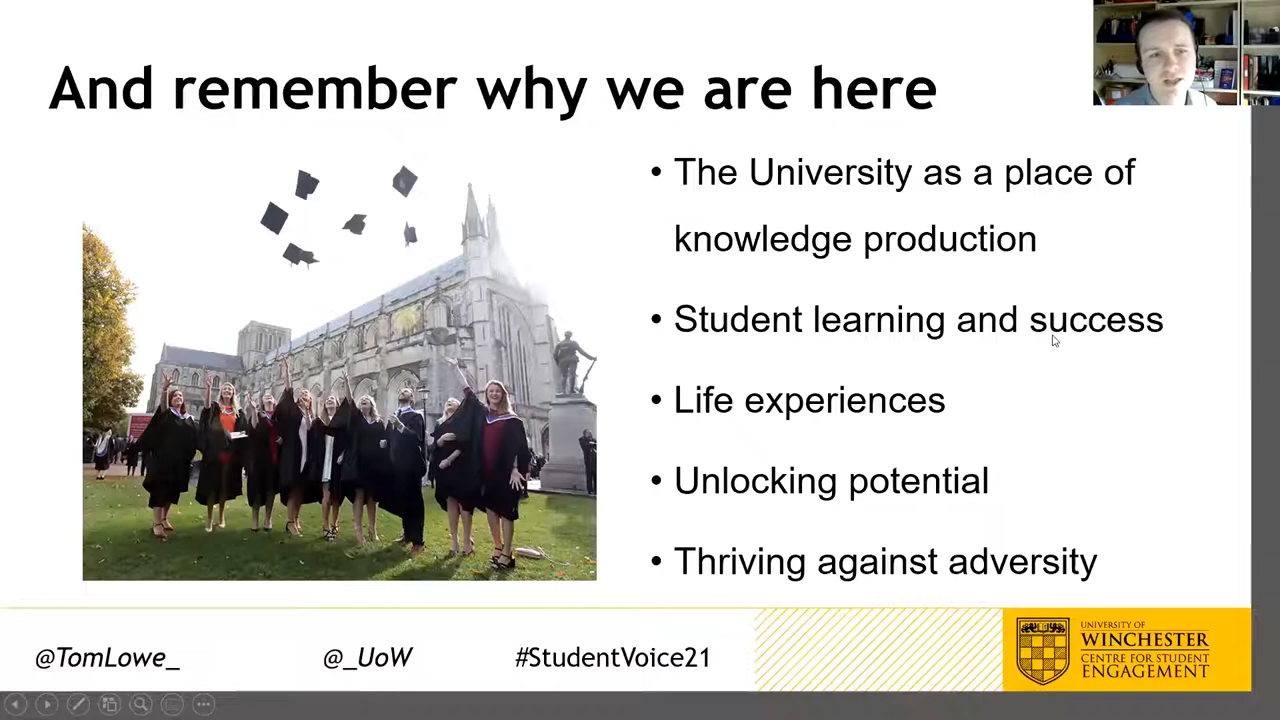 And remember why we are here
• The University as a place of
knowledge production
• Student learning and success
• Life experiences
• Unlocking potential
• Thriving against adversity
@TomLowe_
@_UoW
#StudentVoice21
UNIVERSITY OF
WINCHESTER
CENTRE FOR STUDENT
ENGAGEMENT